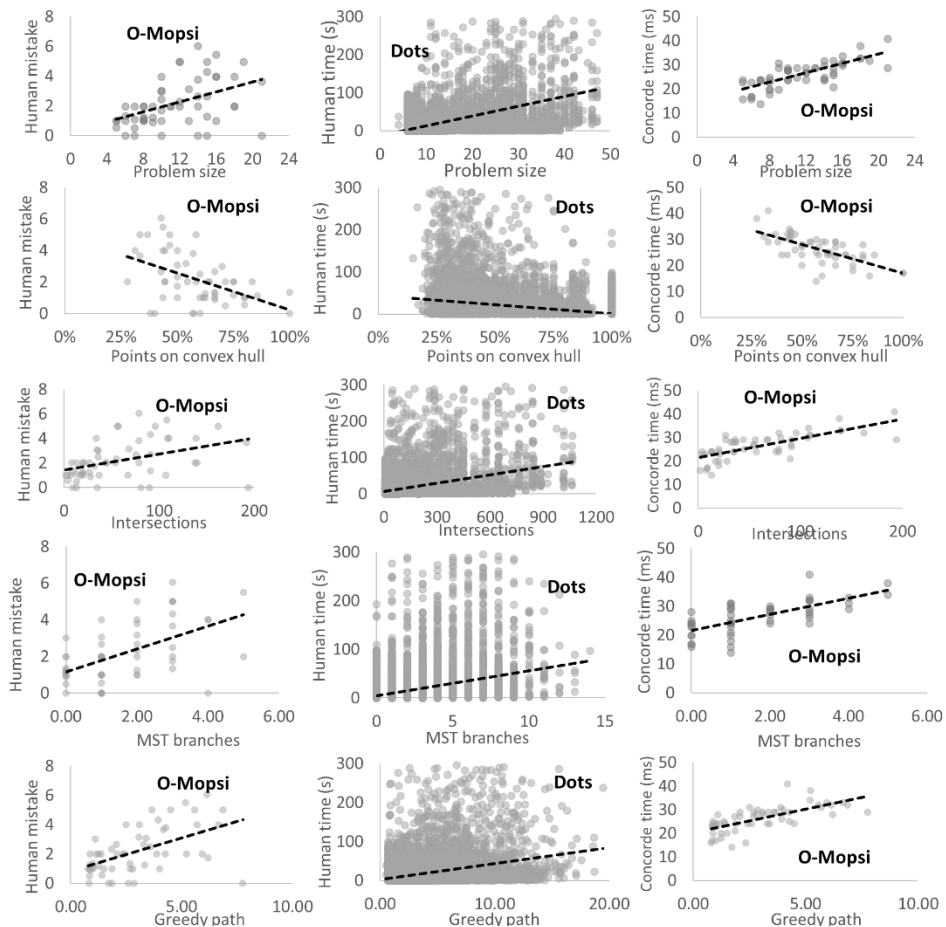 Human mistake
8
6
4
2
0
O-Mopsi
0 4 8 12 16 20 24
Problem size
Human time (s)
300
200
100
0
Dots
0 10 20 30 40 50
Problem size
Concorde time (ms)
50
40
30
20
10
0
O-Mopsi
0 4 8 12 16 20 24
Problem size
Human mistake
8
6
4
2
0
O-Mopsi
0% 25% 50% 75% 100%
Points on convex hull
Human time (s)
300
200
100
0
Dots
0% 25% 50% 75% 100%
Points on convex hull
Concorde time (ms)
50
40
30
20
10
0
O-Mopsi
0% 25% 50% 75% 100%
Points on convex hull
Human mistake
8
6
4
2
0
O-Mopsi
0 100 200
Intersections
Human time (s)
300
200
100
0
Dots
0 300 600 900 1200
Intersections
Concorde time (ms)
50
40
30
20
10
0
O-Mopsi
0 100 200
Intersections
Human mistake
8
6
4
2
0
O-Mopsi
0.00 2.00 4.00 6.00
MST branches
Human time (s)
300
200
100
0
Dots
0 5 10 15
MST branches
Concorde time (ms)
50
40
30
20
10
0
O-Mopsi
0.00 2.00 4.00 6.00
MST branches
Human mistake
8
6
4
2
0
O-Mopsi
0.00 5.00 10.00
Greedy path
Human time (s)
300
200
100
0
Dots
0.00 10.00 20.00
Greedy path
Concorde time (ms)
50
40
30
20
10
0
O-Mopsi
0.00 5.00 10.00
Greedy path